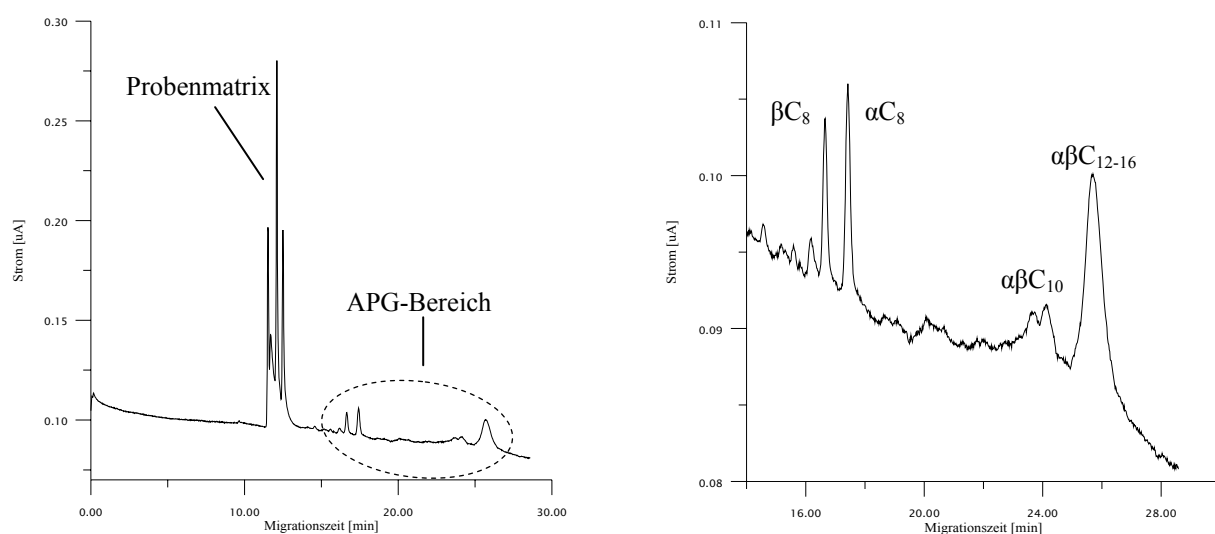 0.30
0.25
0.20
0.15
0.10
Strom [uA]
Probenmatrix
APG-Bereich
0.00
10.00
20.00
30.00
Migrationszeit [min]
0.11
0.10
0.09
0.08
Strom [uA]
βC₈
αC₈
αβC₁₀
αβC₁₂₋₁₆
16.00
20.00
24.00
28.00
Migrationszeit [min]